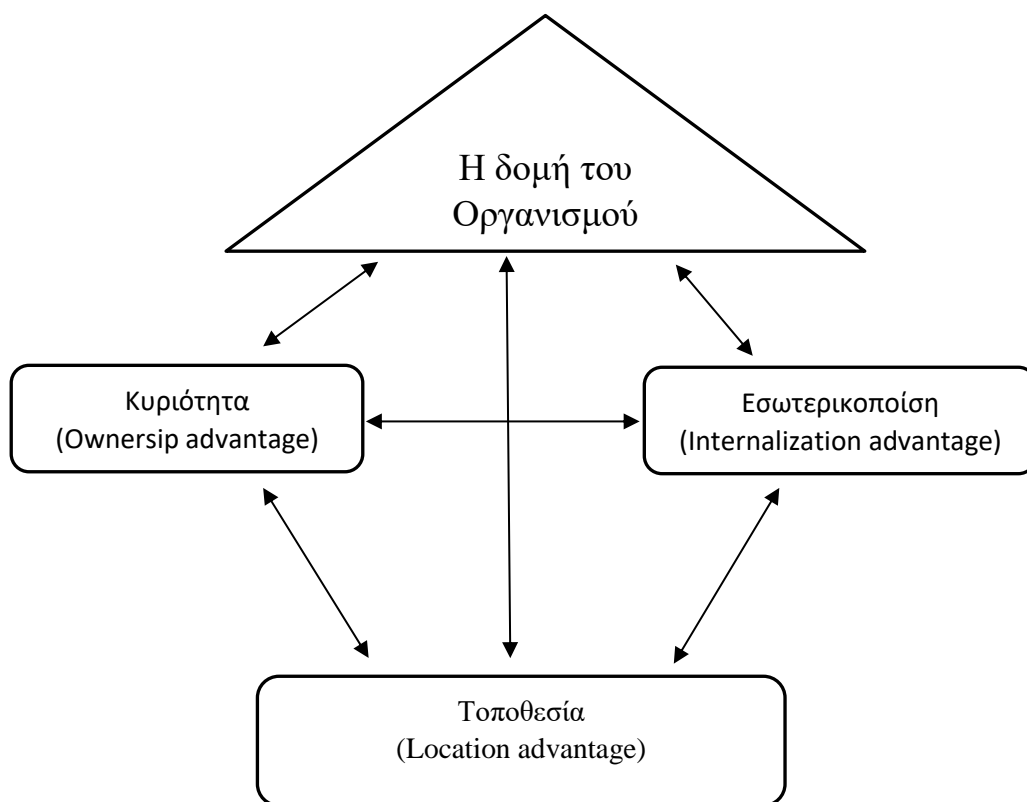 Η δομή του
Οργανισμού
Κυριότητα
(Ownersip advantage)
Εσωτερικοποίση
(Internalization advantage)
Τοποθεσία
(Location advantage)